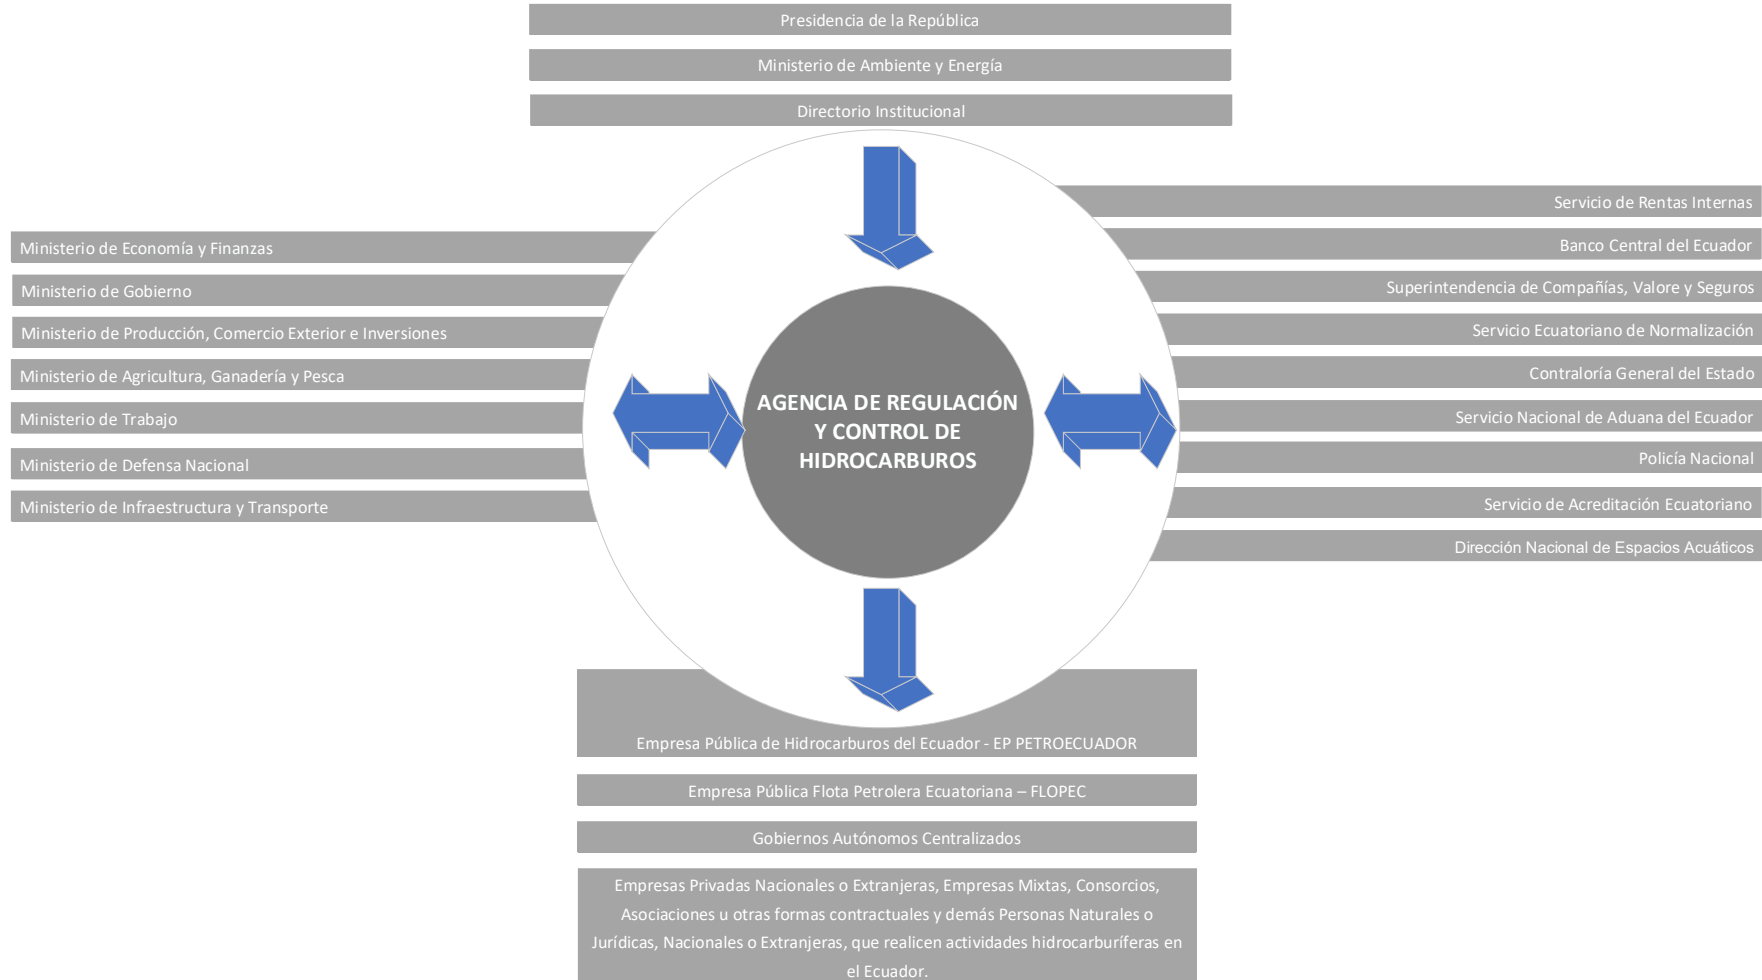 Presidencia de la República
Ministerio de Ambiente y Energía
Directorio Institucional
Ministerio de Economía y Finanzas
Ministerio de Gobierno
Ministerio de Producción, Comercio Exterior e Inversiones
Ministerio de Agricultura, Ganadería y Pesca
Ministerio de Trabajo
Ministerio de Defensa Nacional
Ministerio de Infraestructura y Transporte
AGENCIA DE REGULACIÓN
Y CONTROL DE
HIDROCARBUROS
Servicio de Rentas Internas
Banco Central del Ecuador
Superintendencia de Compañías, Valore y Seguros
Servicio Ecuatoriano de Normalización
Contraloría General del Estado
Servicio Nacional de Aduana del Ecuador
Policía Nacional
Servicio de Acreditación Ecuatoriano
Dirección Nacional de Espacios Acuáticos
Empresa Pública de Hidrocarburos del Ecuador - EP PETROECUADOR
Empresa Pública Flota Petrolera Ecuatoriana – FLOPEC
Gobiernos Autónomos Centralizados
Empresas Privadas Nacionales o Extranjeras, Empresas Mixtas, Consorcios,
Asociaciones u otras formas contractuales y demás Personas Naturales o
Jurídicas, Nacionales o Extranjeras, que realicen actividades hidrocarburíferas en
el Ecuador.